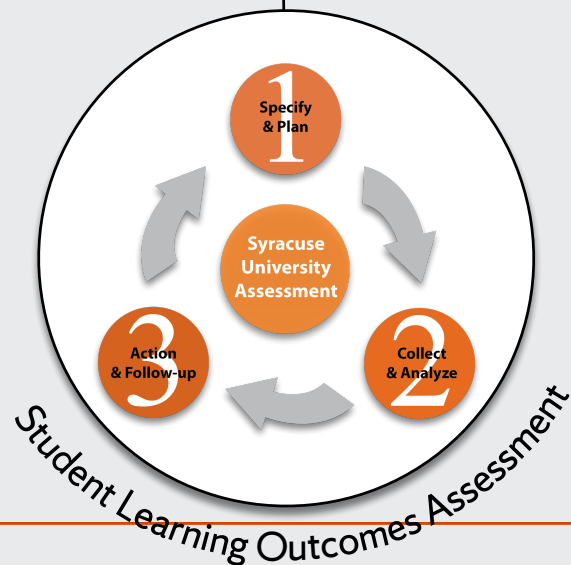 1
Specify
& Plan
Syracuse
University
Assessment
3
Action
& Follow-up
2
Collect
& Analyze
Student Learning Outcomes Assessment